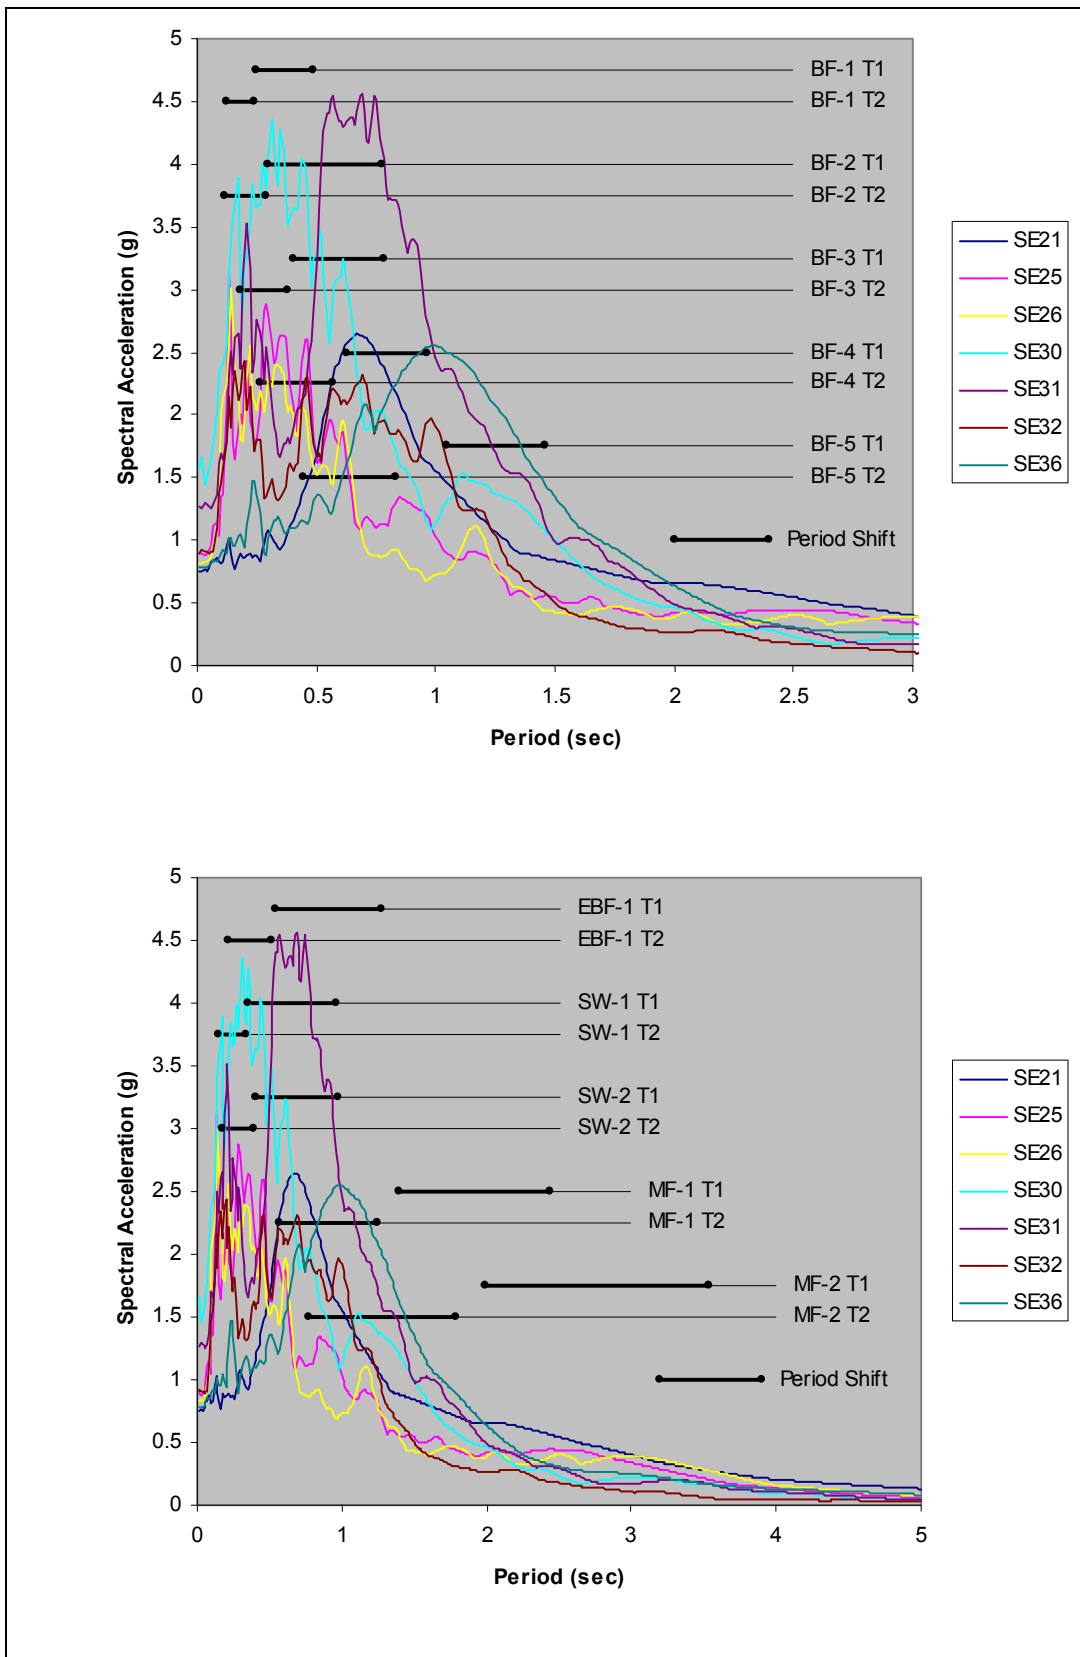 5
BF-1 T1
4.5
BF-1 T2
4
BF-2 T1
BF-2 T2
3.5
BF-3 T1
3
BF-3 T2
2.5
BF-4 T1
BF-4 T2
2
BF-5 T1
1.5
BF-5 T2
1
Period Shift
0.5
0
Spectral Acceleration (g)
0 0.5 1 1.5 2 2.5 3
Period (sec)
SE21
SE25
SE26
SE30
SE31
SE32
SE36
5
EBF-1 T1
4.5
EBF-1 T2
4
SW-1 T1
SW-1 T2
3.5
SW-2 T1
3
SW-2 T2
2.5
MF-1 T1
MF-1 T2
2
MF-2 T1
1.5
MF-2 T2
1
Period Shift
0.5
0
Spectral Acceleration (g)
0 1 2 3 4 5
Period (sec)
SE21
SE25
SE26
SE30
SE31
SE32
SE36